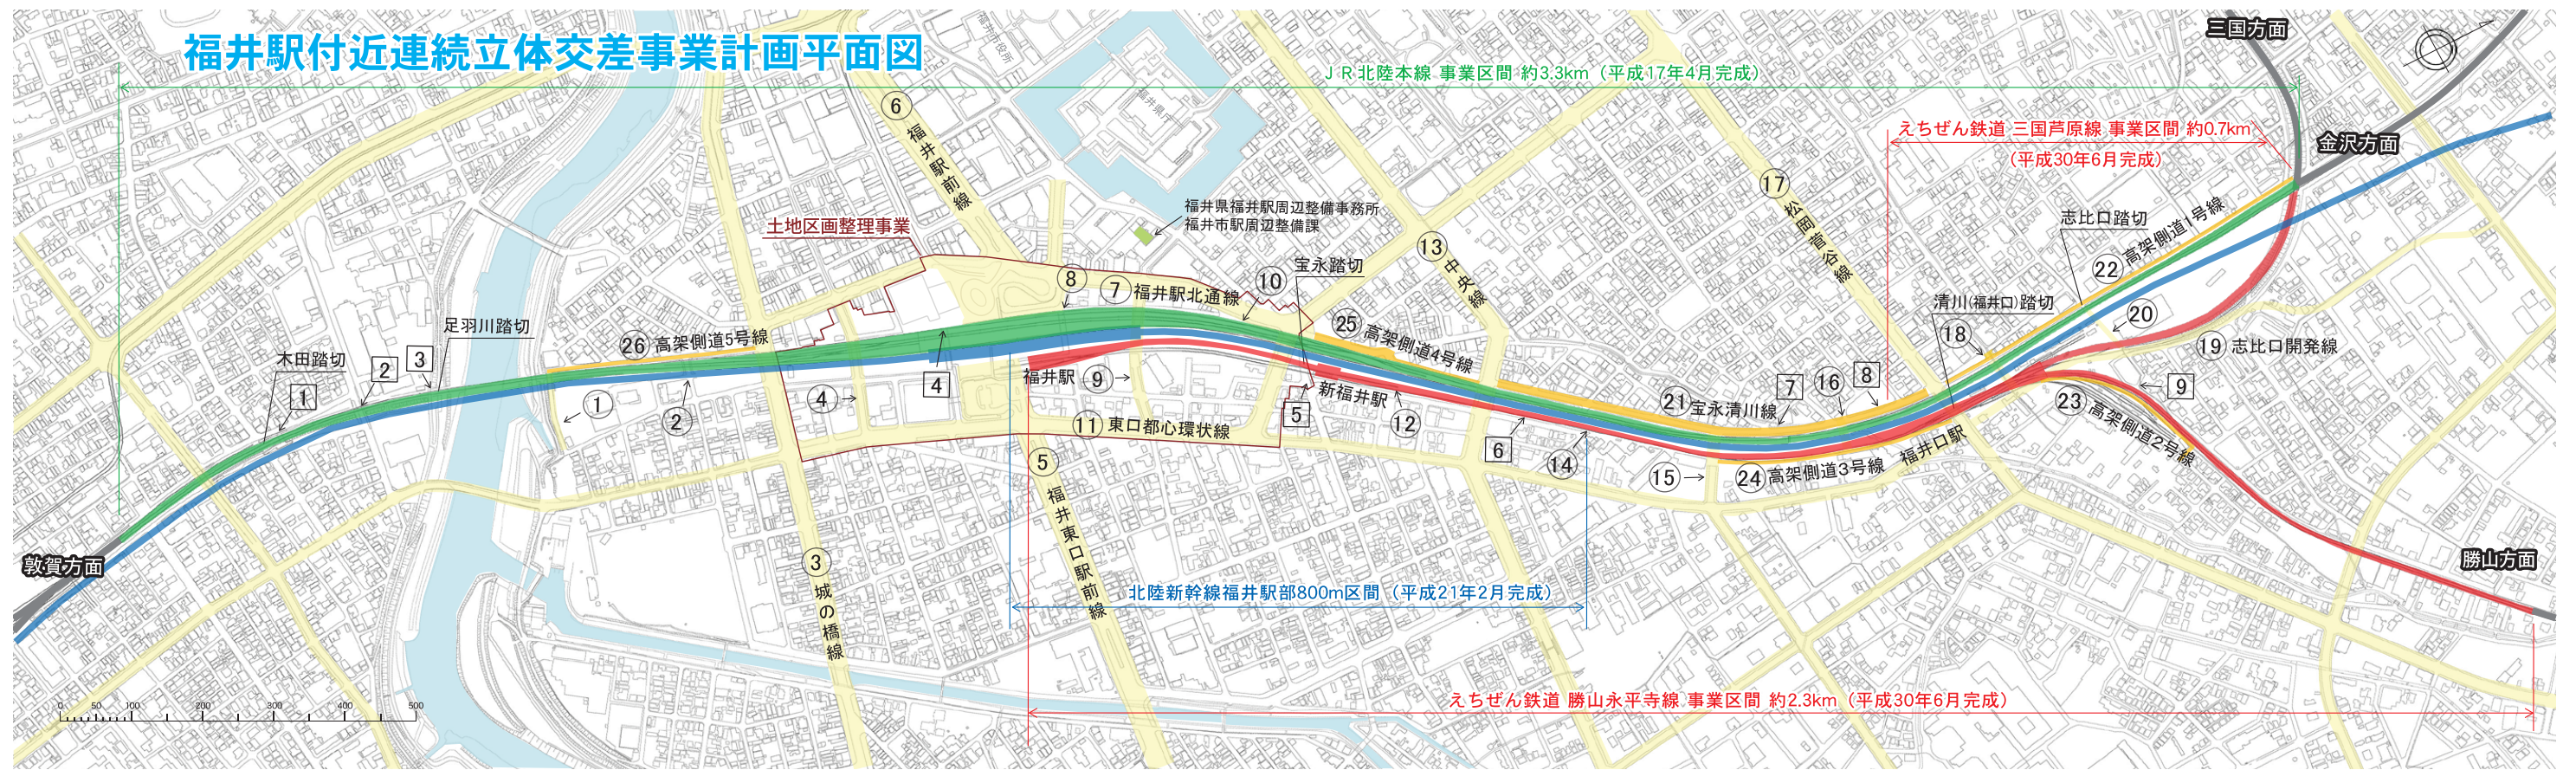 福井駅付近連続立体交差事業計画平面図
三国方面
JR北陸本線 事業区間 約3.3km（平成17年4月完成）
えちぜん鉄道 三国芦原線 事業区間 約0.7km
（平成30年6月完成）
金沢方面
福井市役所
福井県庁
⑥ 福井駅前線
⑰ 松岡菅谷線
土地区画整理事業
福井県福井駅周辺整備事務所
福井市駅周辺整備課
⑬ 中央線
宝永踏切
志比口踏切
㉒ 高架側道1号線
⑧
⑦ 福井駅北通線
⑩
清川(福井口)踏切
⑱
⑳
⑲ 志比口開発線
足羽川踏切
㉖ 高架側道5号線
㉕ 高架側道4号線
木田踏切
1
2
3
①
②
④
4
福井駅
⑨
5
新福井駅
⑫
㉑ 宝永清川線
7
⑯
8
9
㉓ 高架側道2号線
⑪ 東口都心環状線
6
⑭
⑮
㉔ 高架側道3号線
福井口駅
⑤ 福井東口駅前線
③ 城の橋線
敦賀方面
勝山方面
北陸新幹線福井駅部800m区間（平成21年2月完成）
えちぜん鉄道 勝山永平寺線 事業区間 約2.3km（平成30年6月完成）
0 50 100 200 300 400 500